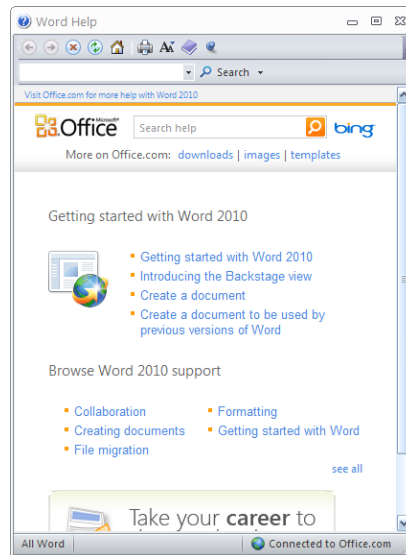 Word Help
Search
Visit Office.com for more help with Word 2010
Microsoft®
Office
Search help
bing
More on Office.com: downloads | images | templates
Getting started with Word 2010
Getting started with Word 2010
Introducing the Backstage view
Create a document
Create a document to be used by
previous versions of Word
Browse Word 2010 support
Collaboration
Formatting
Creating documents
Getting started with Word
File migration
see all
Take your career to
All Word
Connected to Office.com